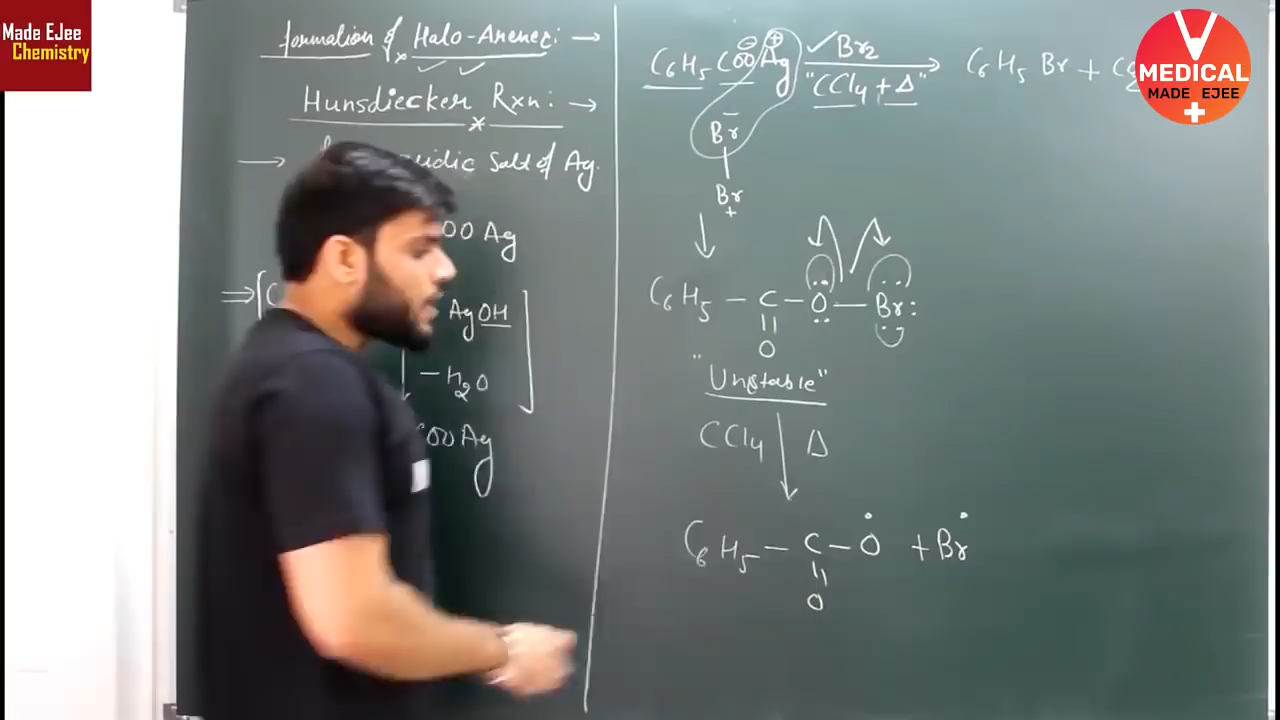 Made EJee
Chemistry
formation of Halo-Arenes: →
Hunsdiecker Rxn: →
→ Salt of Ag.
OO Ag
⇒ [C
AgOH ]
↓ - H2O
COO Ag
C6H5 COO⊖ Ag⊕ ✓Br2 → C6H5 Br +
"CCl4 + Δ"
Br⁻
Br
+
↓
C6H5 — C — O — Br:
||
O
"Unstable"
CCl4 ↓ Δ
C6H5 — C — O• + Br•
||
O
MEDICAL
MADE EJEE